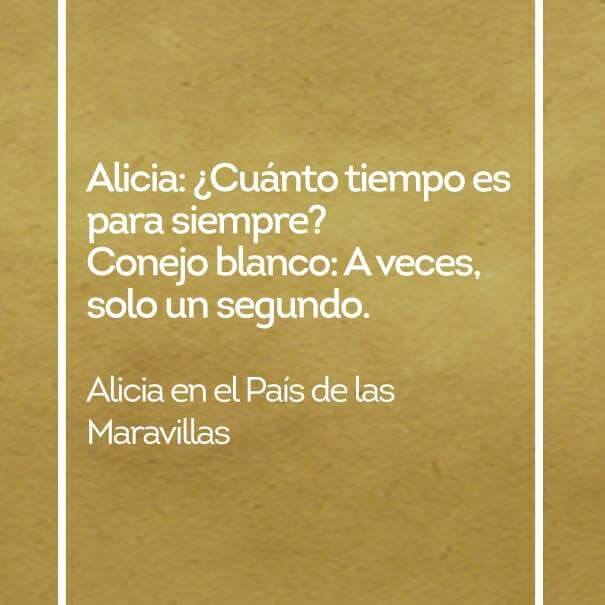 Alicia: ¿Cuánto tiempo es
para siempre?
Conejo blanco: A veces,
solo un segundo.
Alicia en el País de las
Maravillas